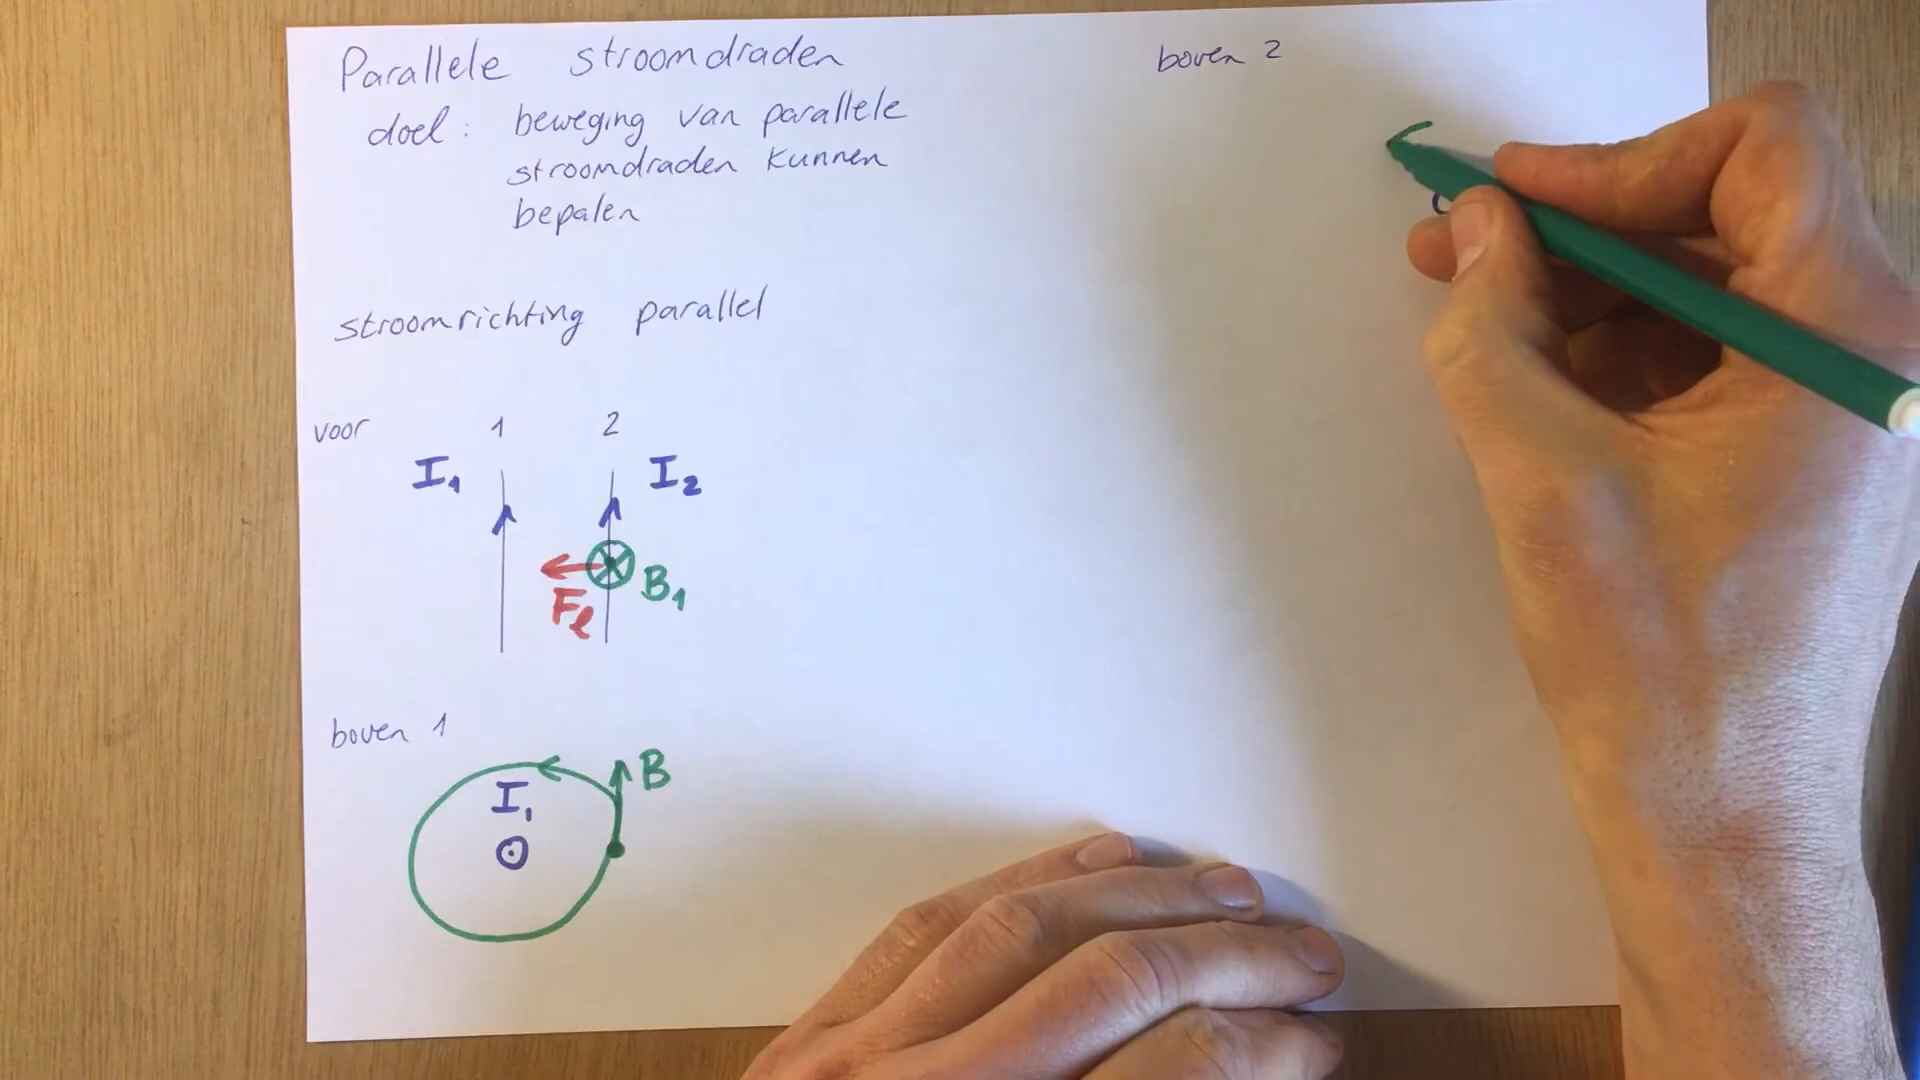 Parallele stroomdraden
doel: beweging van parallele
stroomdraden kunnen
bepalen
stroomrichting parallel
voor 1 2
I₁ I₂
B₁
Fl
boven 1
B
I₁
boven 2